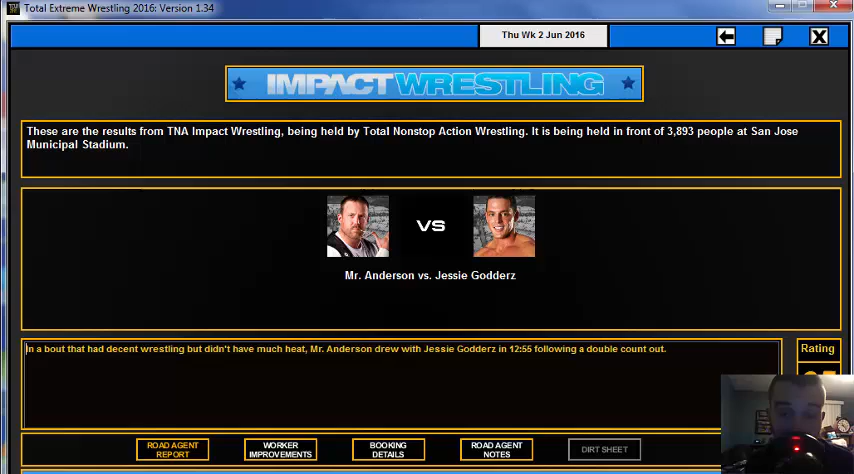 Total Extreme Wrestling 2016: Version 1.34
Thu Wk 2 Jun 2016
IMPACT WRESTLING
These are the results from TNA Impact Wrestling, being held by Total Nonstop Action Wrestling. It is being held in front of 3,893 people at San Jose
Municipal Stadium.
VS
Mr. Anderson vs. Jessie Godderz
In a bout that had decent wrestling but didn't have much heat, Mr. Anderson drew with Jessie Godderz in 12:55 following a double count out.
Rating
ROAD AGENT
REPORT
WORKER
IMPROVEMENTS
BOOKING
DETAILS
ROAD AGENT
NOTES
DIRT SHEET